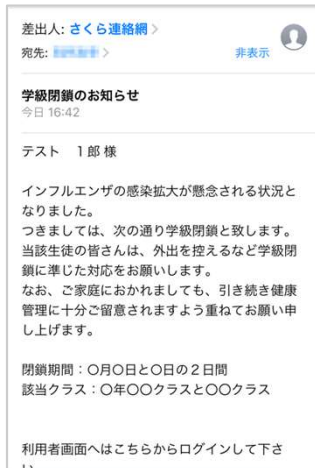 差出人: さくら連絡網
宛先:
非表示
学級閉鎖のお知らせ
今日 16:42
テスト　１郎 様
インフルエンザの感染拡大が懸念される状況と
なりました。
つきましては、次の通り学級閉鎖と致します。
当該生徒の皆さんは、外出を控えるなど学級閉
鎖に準じた対応をお願いします。
なお、ご家庭におかれましても、引き続き健康
管理に十分ご留意されますよう重ねてお願い申
し上げます。
閉鎖期間：〇月〇日と〇日の２日間
該当クラス：〇年〇〇クラスと〇〇クラス
利用者画面へはこちらからログインして下さ